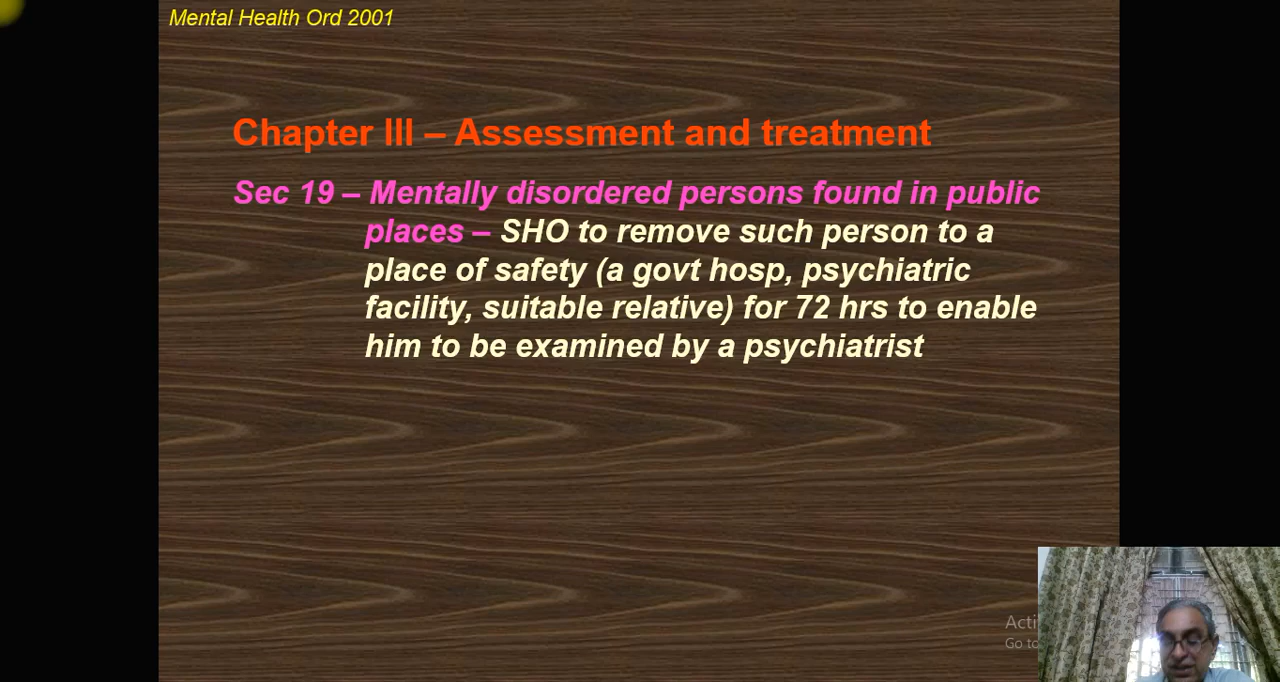 Mental Health Ord 2001
Chapter III – Assessment and treatment
Sec 19 – Mentally disordered persons found in public
places – SHO to remove such person to a
place of safety (a govt hosp, psychiatric
facility, suitable relative) for 72 hrs to enable
him to be examined by a psychiatrist
Go to